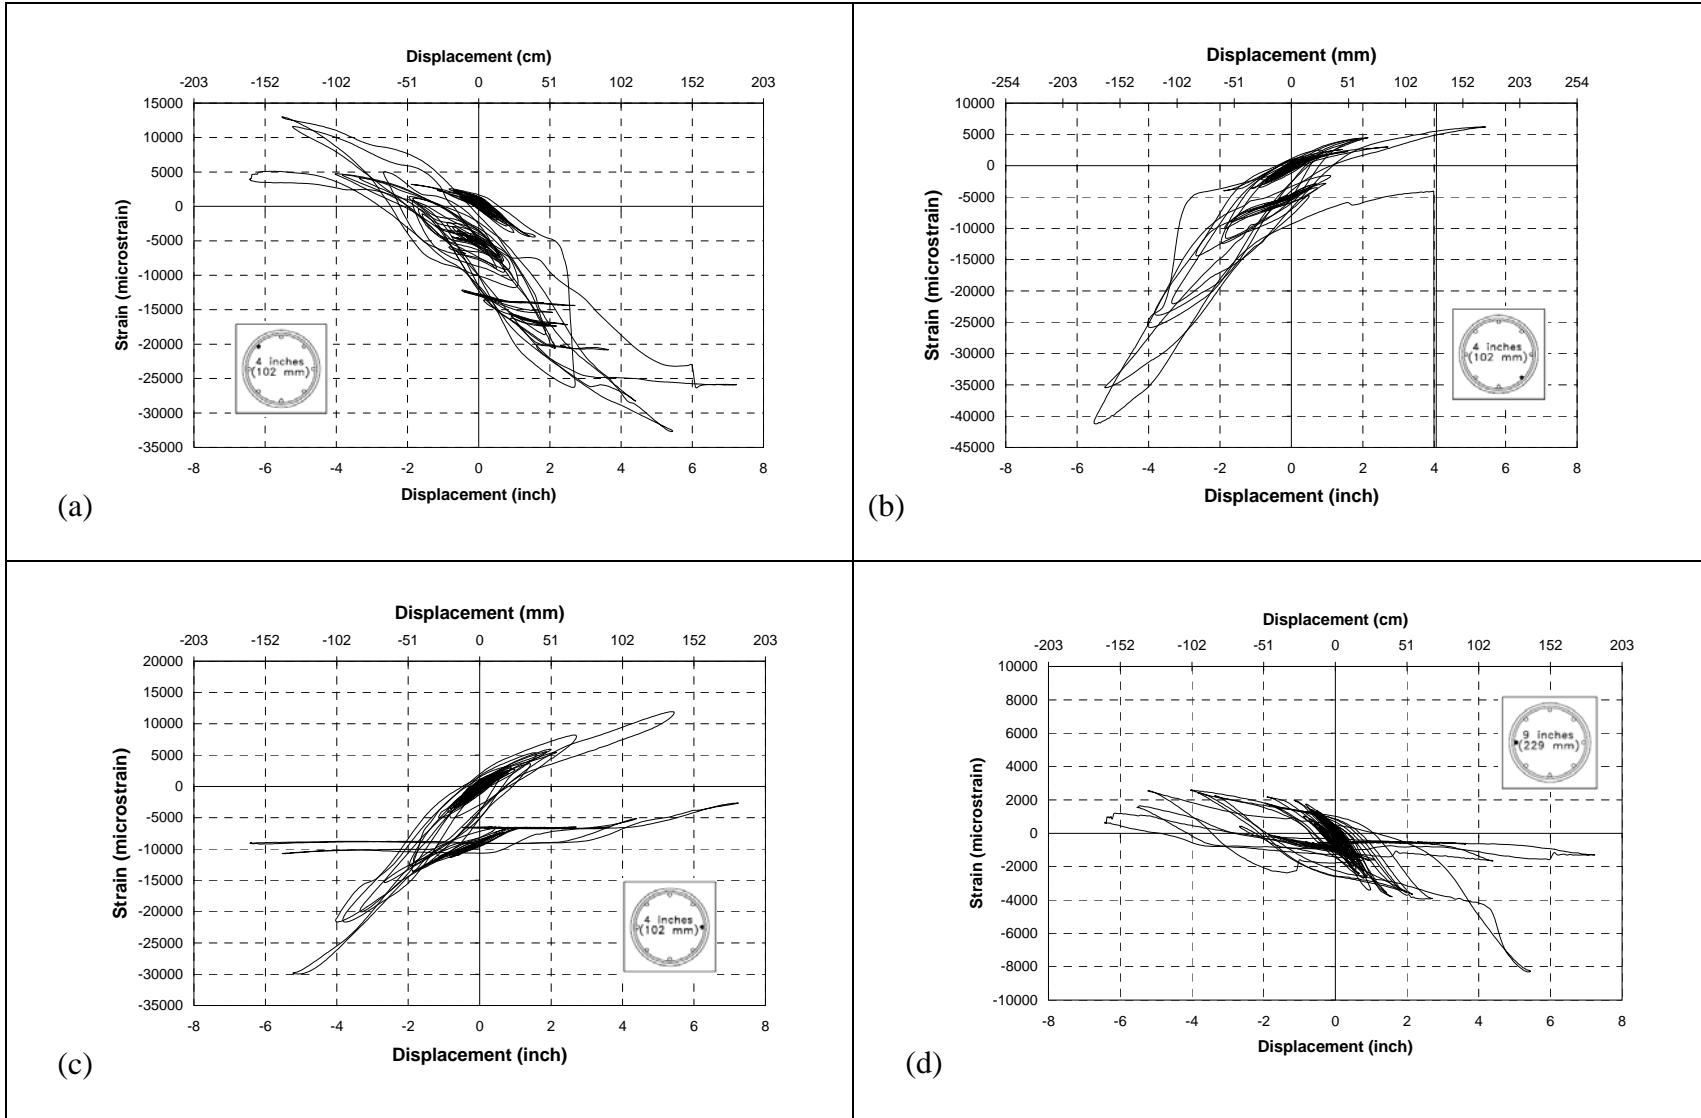 Displacement (cm)
-203 -152 -102 -51 0 51 102 152 203
15000
10000
5000
0
-5000
-10000
-15000
-20000
-25000
-30000
-35000
Strain (microstrain)
4 inches
(102 mm)
-8 -6 -4 -2 0 2 4 6 8
Displacement (inch)
(a)
Displacement (mm)
-254 -203 -152 -102 -51 0 51 102 152 203 254
10000
5000
0
-5000
-10000
-15000
-20000
-25000
-30000
-35000
-40000
-45000
Strain (microstrain)
4 inches
(102 mm)
-8 -6 -4 -2 0 2 4 6 8
Displacement (inch)
(b)
Displacement (mm)
-203 -152 -102 -51 0 51 102 152 203
20000
15000
10000
5000
0
-5000
-10000
-15000
-20000
-25000
-30000
-35000
Strain (microstrain)
4 inches
(102 mm)
-8 -6 -4 -2 0 2 4 6 8
Displacement (inch)
(c)
Displacement (cm)
-203 -152 -102 -51 0 51 102 152 203
10000
8000
6000
4000
2000
0
-2000
-4000
-6000
-8000
-10000
Strain (microstrain)
9 inches
(229 mm)
-8 -6 -4 -2 0 2 4 6 8
Displacement (inch)
(d)